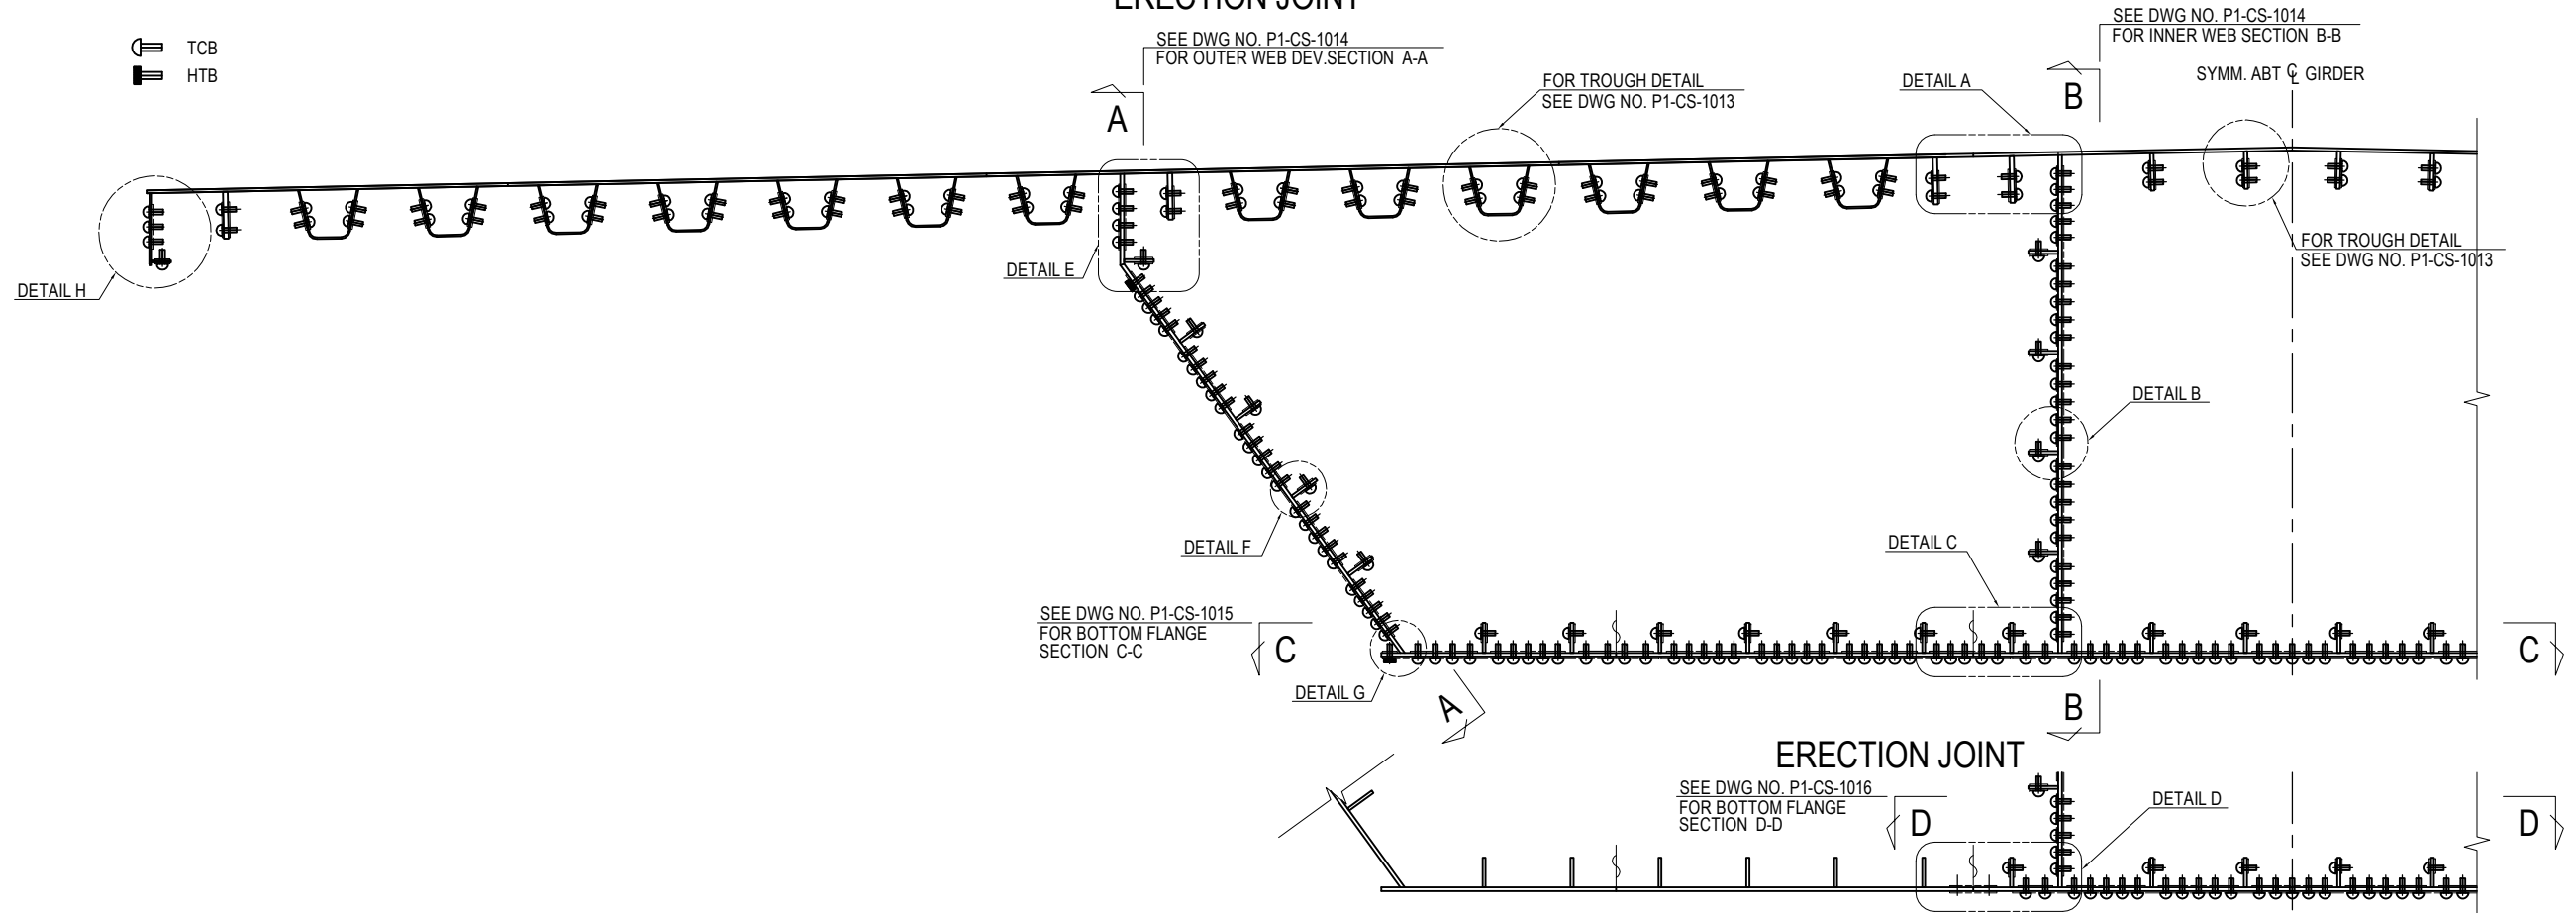 ERECTION JOINT
TCB
HTB
SEE DWG NO. P1-CS-1014
FOR OUTER WEB DEV.SECTION A-A
A
FOR TROUGH DETAIL
SEE DWG NO. P1-CS-1013
DETAIL A
SEE DWG NO. P1-CS-1014
FOR INNER WEB SECTION B-B
B
SYMM. ABT ℄ GIRDER
DETAIL H
DETAIL E
FOR TROUGH DETAIL
SEE DWG NO. P1-CS-1013
DETAIL B
DETAIL F
DETAIL C
SEE DWG NO. P1-CS-1015
FOR BOTTOM FLANGE
SECTION C-C
C
C
DETAIL G
A
B
ERECTION JOINT
SEE DWG NO. P1-CS-1016
FOR BOTTOM FLANGE
SECTION D-D
D
DETAIL D
D